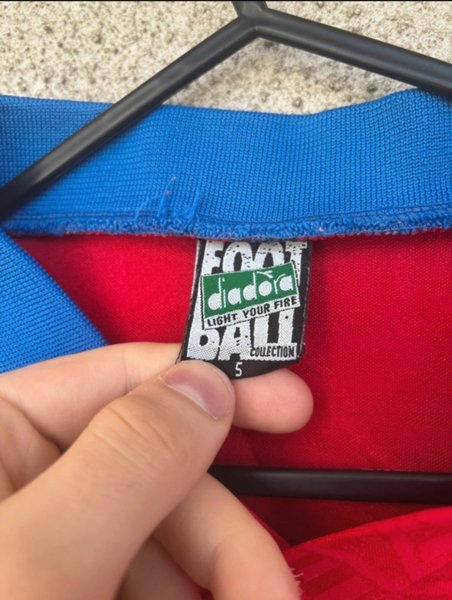 FOOT
diadora
LIGHT YOUR FIRE
BALL
COLLECTION
5